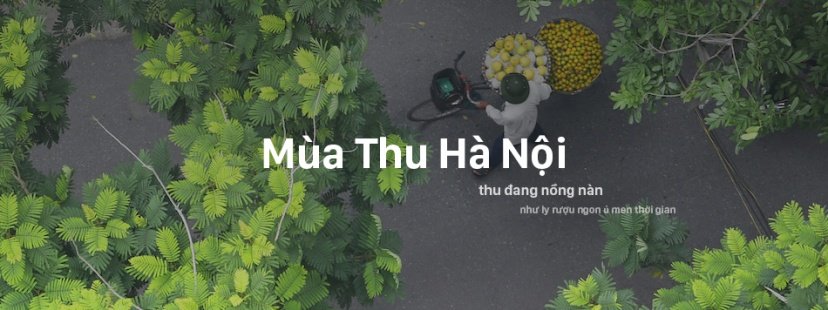 Mùa Thu Hà Nội
thu đang nồng nàn
như ly rượu ngon ủ men thời gian